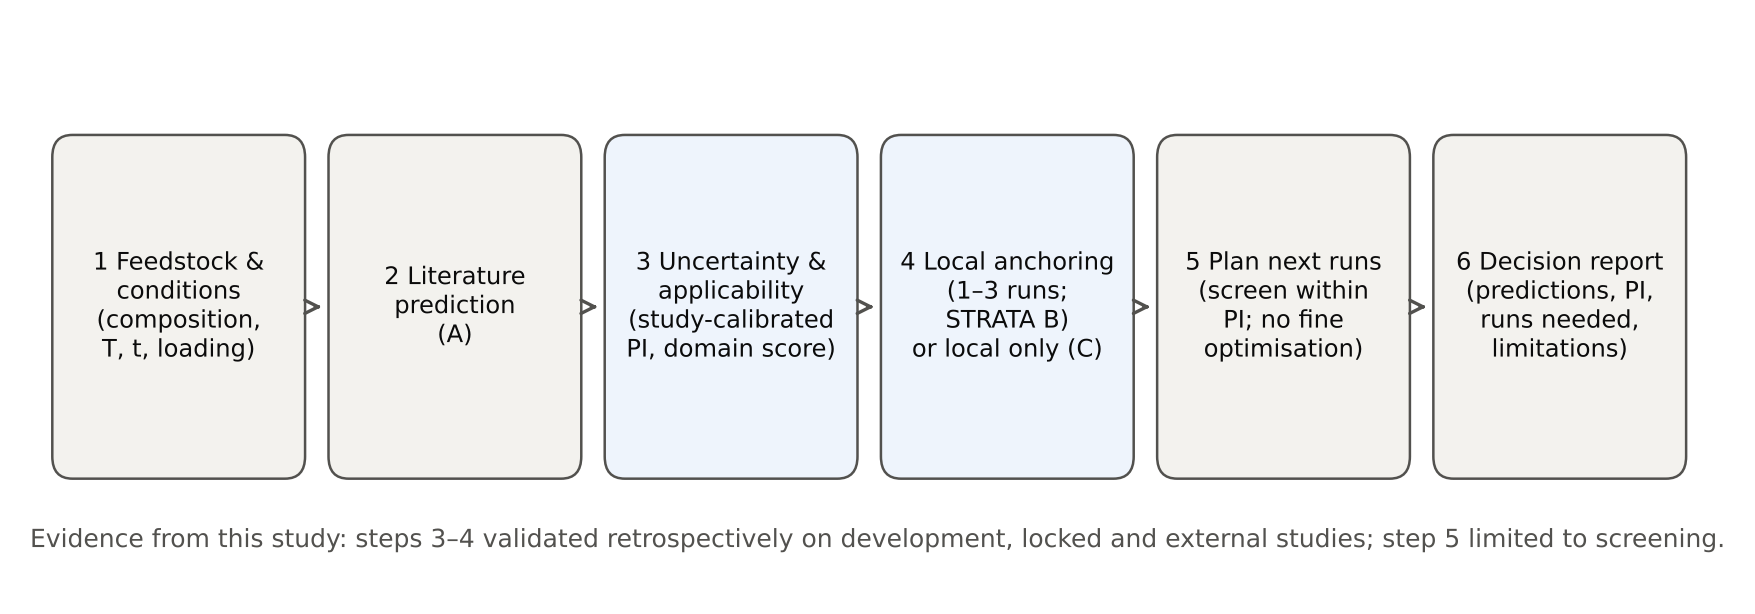 1 Feedstock &
conditions
(composition,
T, t, loading)
2 Literature
prediction
(A)
3 Uncertainty &
applicability
(study-calibrated
PI, domain score)
4 Local anchoring
(1–3 runs;
STRATA B)
or local only (C)
5 Plan next runs
(screen within
PI; no fine
optimisation)
6 Decision report
(predictions, PI,
runs needed,
limitations)
Evidence from this study: steps 3–4 validated retrospectively on development, locked and external studies; step 5 limited to screening.